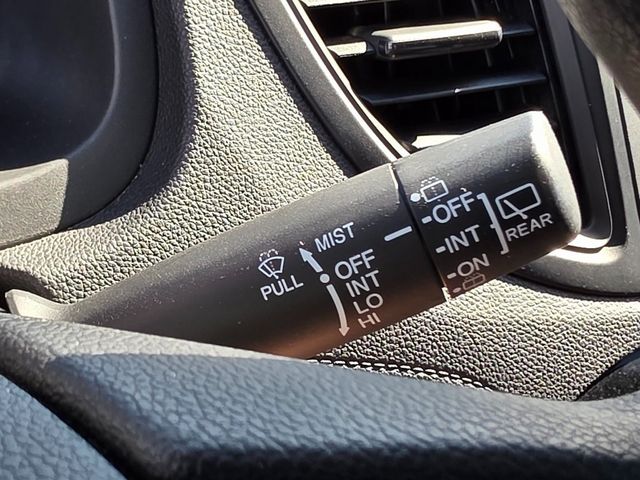 PULL
MIST
OFF
INT
LO
HI
OFF
INT
ON
REAR